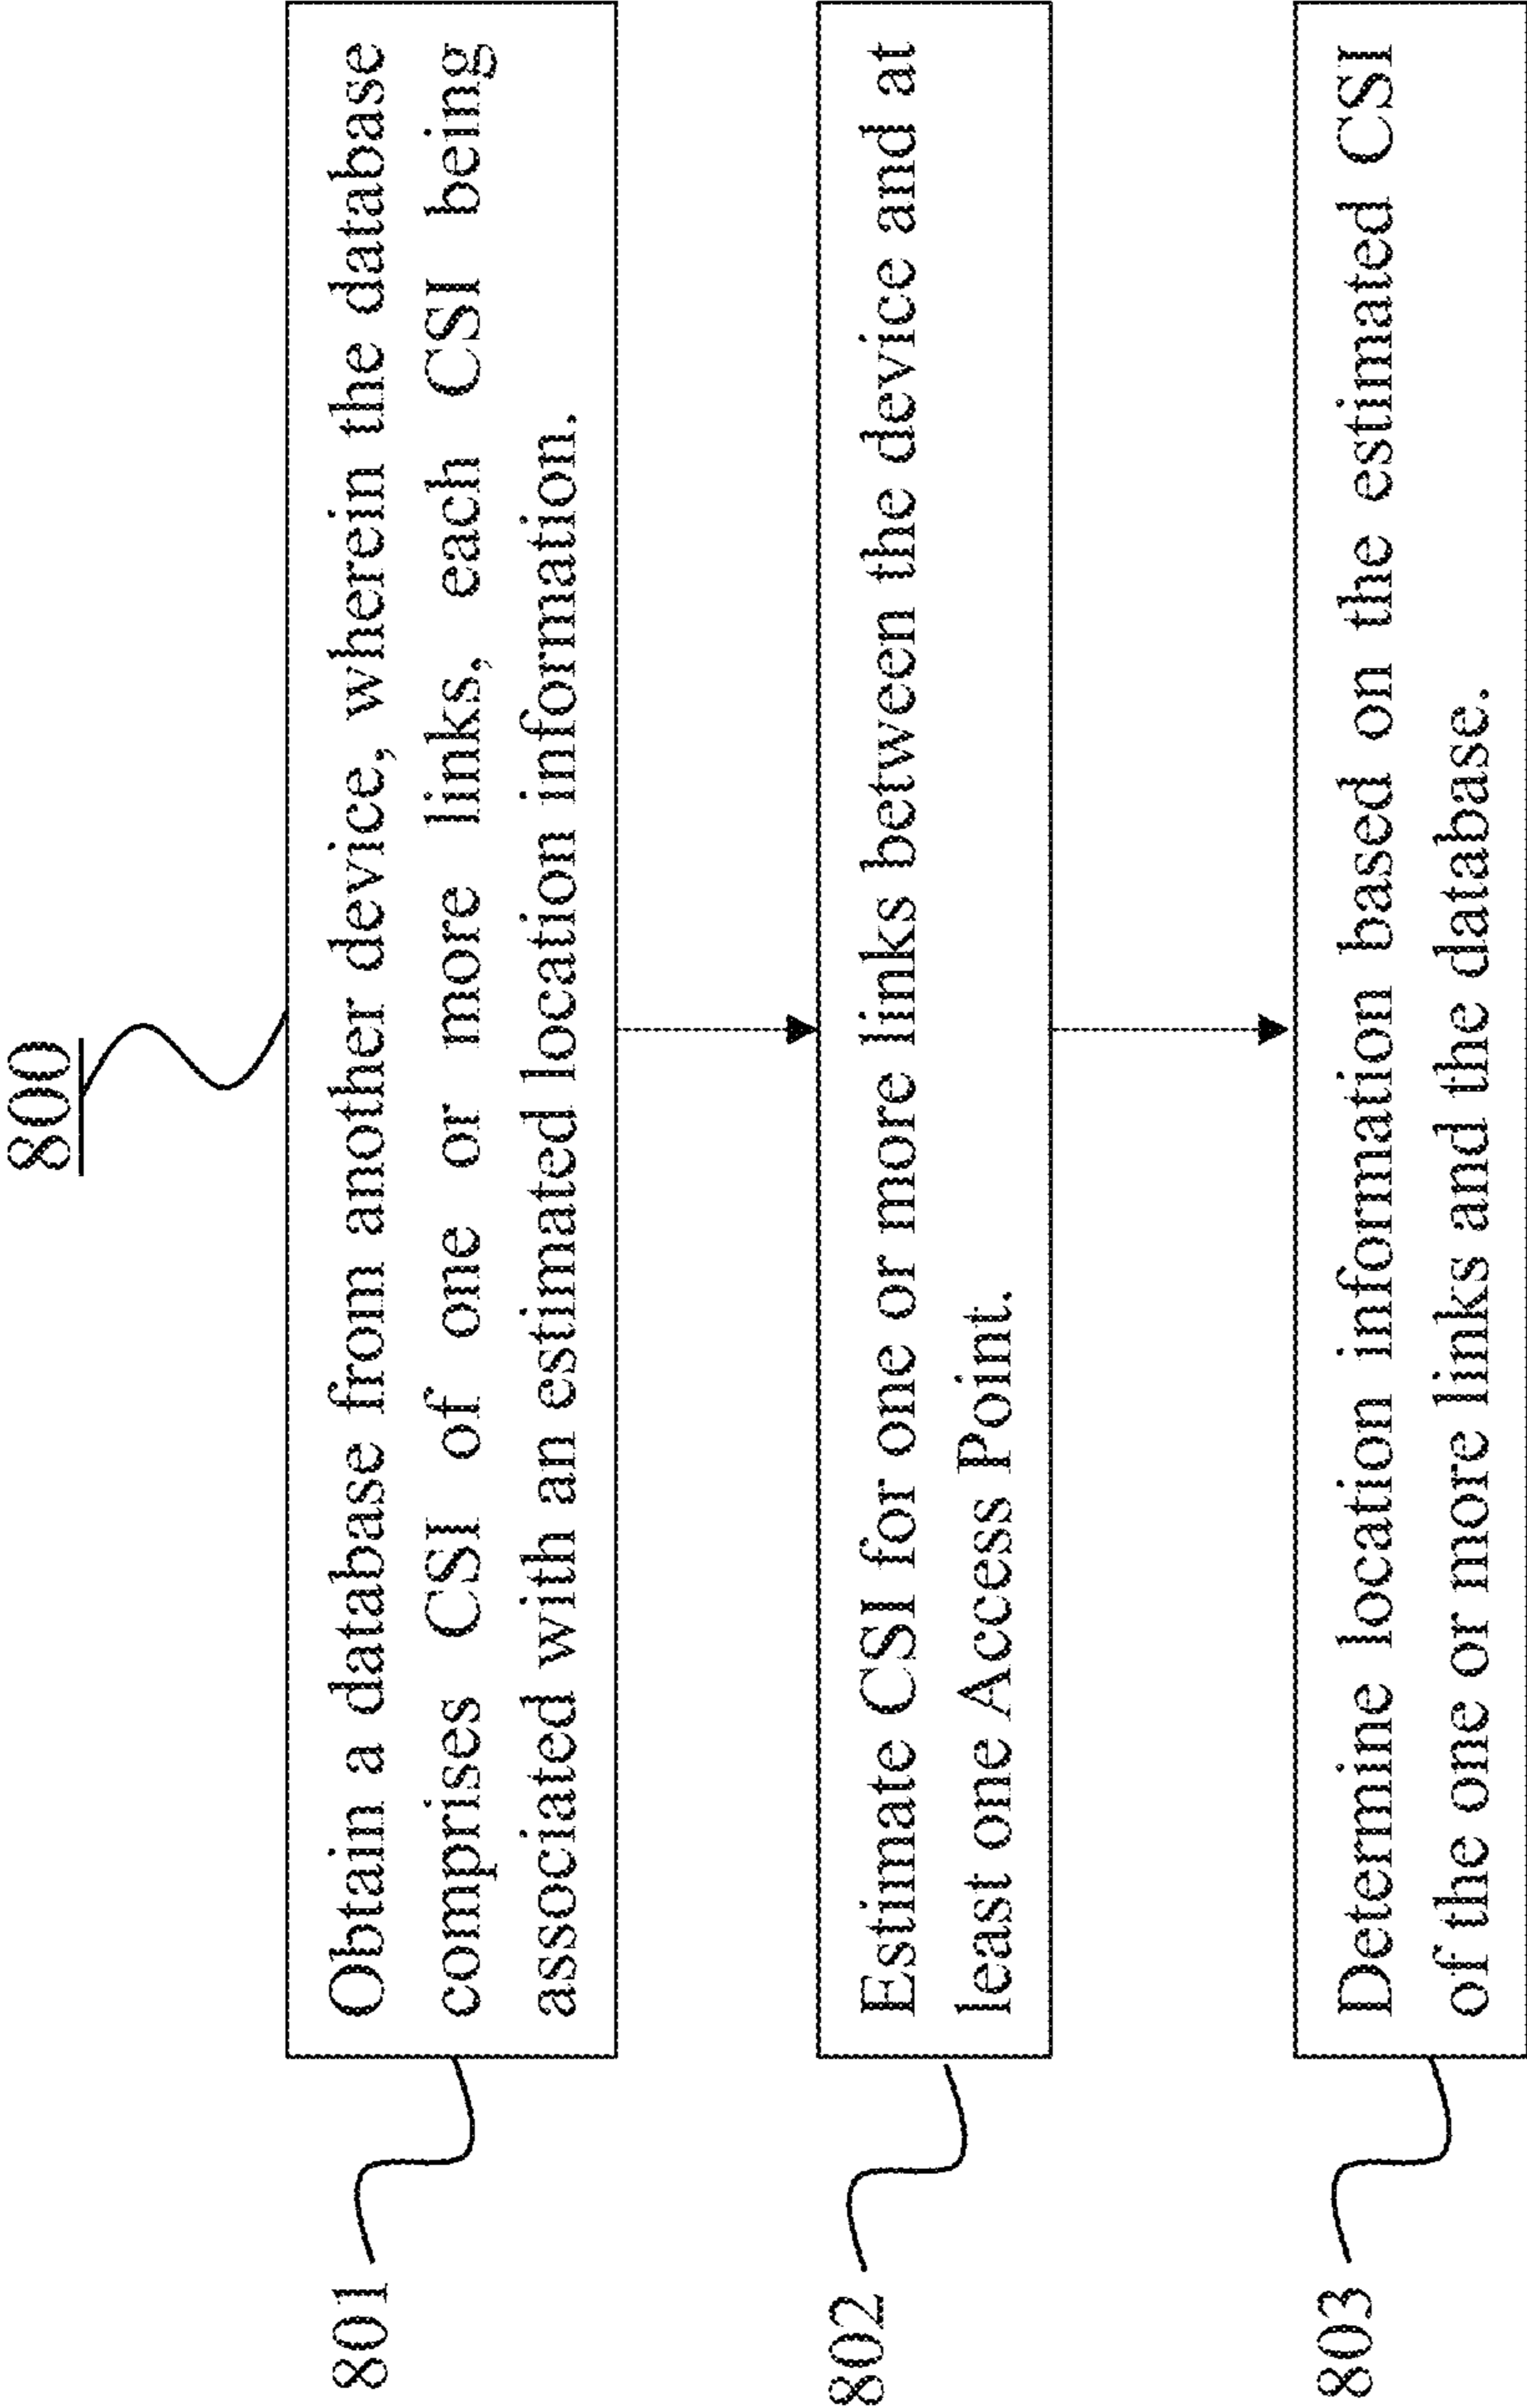 800
801
Obtain a database from another device, wherein the database
comprises CSI of one or more links, each CSI being
associated with an estimated location information.
802
Estimate CSI for one or more links between the device and at
least one Access Point.
803
Determine location information based on the estimated CSI
of the one or more links and the database.